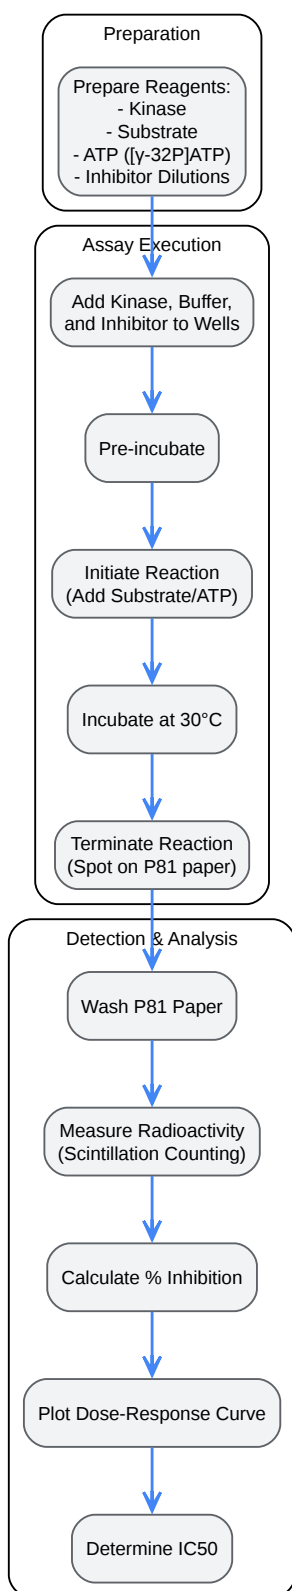 Preparation
Prepare Reagents:
- Kinase
- Substrate
- ATP ([γ-32P]ATP)
- Inhibitor Dilutions
Assay Execution
Add Kinase, Buffer,
and Inhibitor to Wells
Pre-incubate
Initiate Reaction
(Add Substrate/ATP)
Incubate at 30°C
Terminate Reaction
(Spot on P81 paper)
Detection & Analysis
Wash P81 Paper
Measure Radioactivity
(Scintillation Counting)
Calculate % Inhibition
Plot Dose-Response Curve
Determine IC50